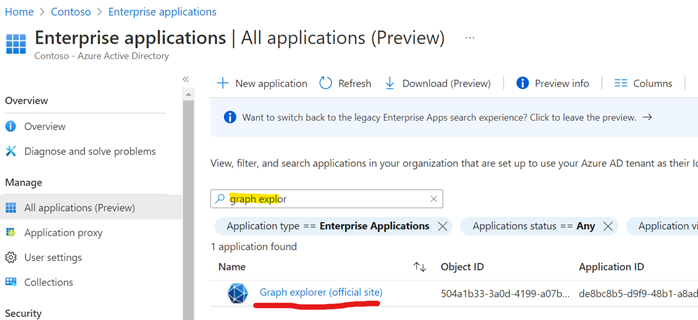 Home > Contoso > Enterprise applications
Enterprise applications | All applications (Preview) ...
Contoso - Azure Active Directory
«
Overview
Overview
Diagnose and solve problems
Manage
All applications (Preview)
Application proxy
User settings
Collections
Security
+ New application Refresh Download (Preview) Preview info Columns
Want to switch back to the legacy Enterprise Apps search experience? Click to leave the preview. →
View, filter, and search applications in your organization that are set up to use your Azure AD tenant as their
graph explor
Application type == Enterprise Applications Applications status == Any Application
1 application found
Name Object ID Application ID
Graph explorer (official site) 504a1b33-3a0d-4199-a07b... de8bc8b5-d9f9-48b1-a8ad